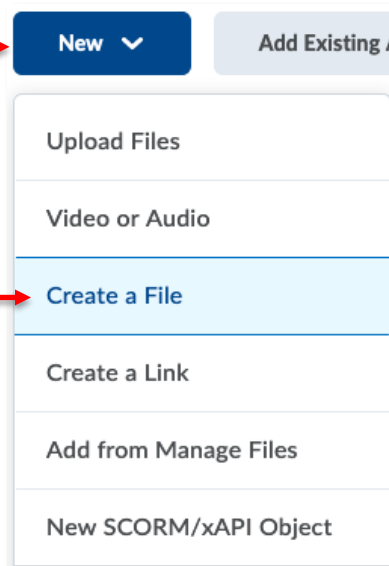 New
Add Existing
Upload Files
Video or Audio
Create a File
Create a Link
Add from Manage Files
New SCORM/xAPI Object